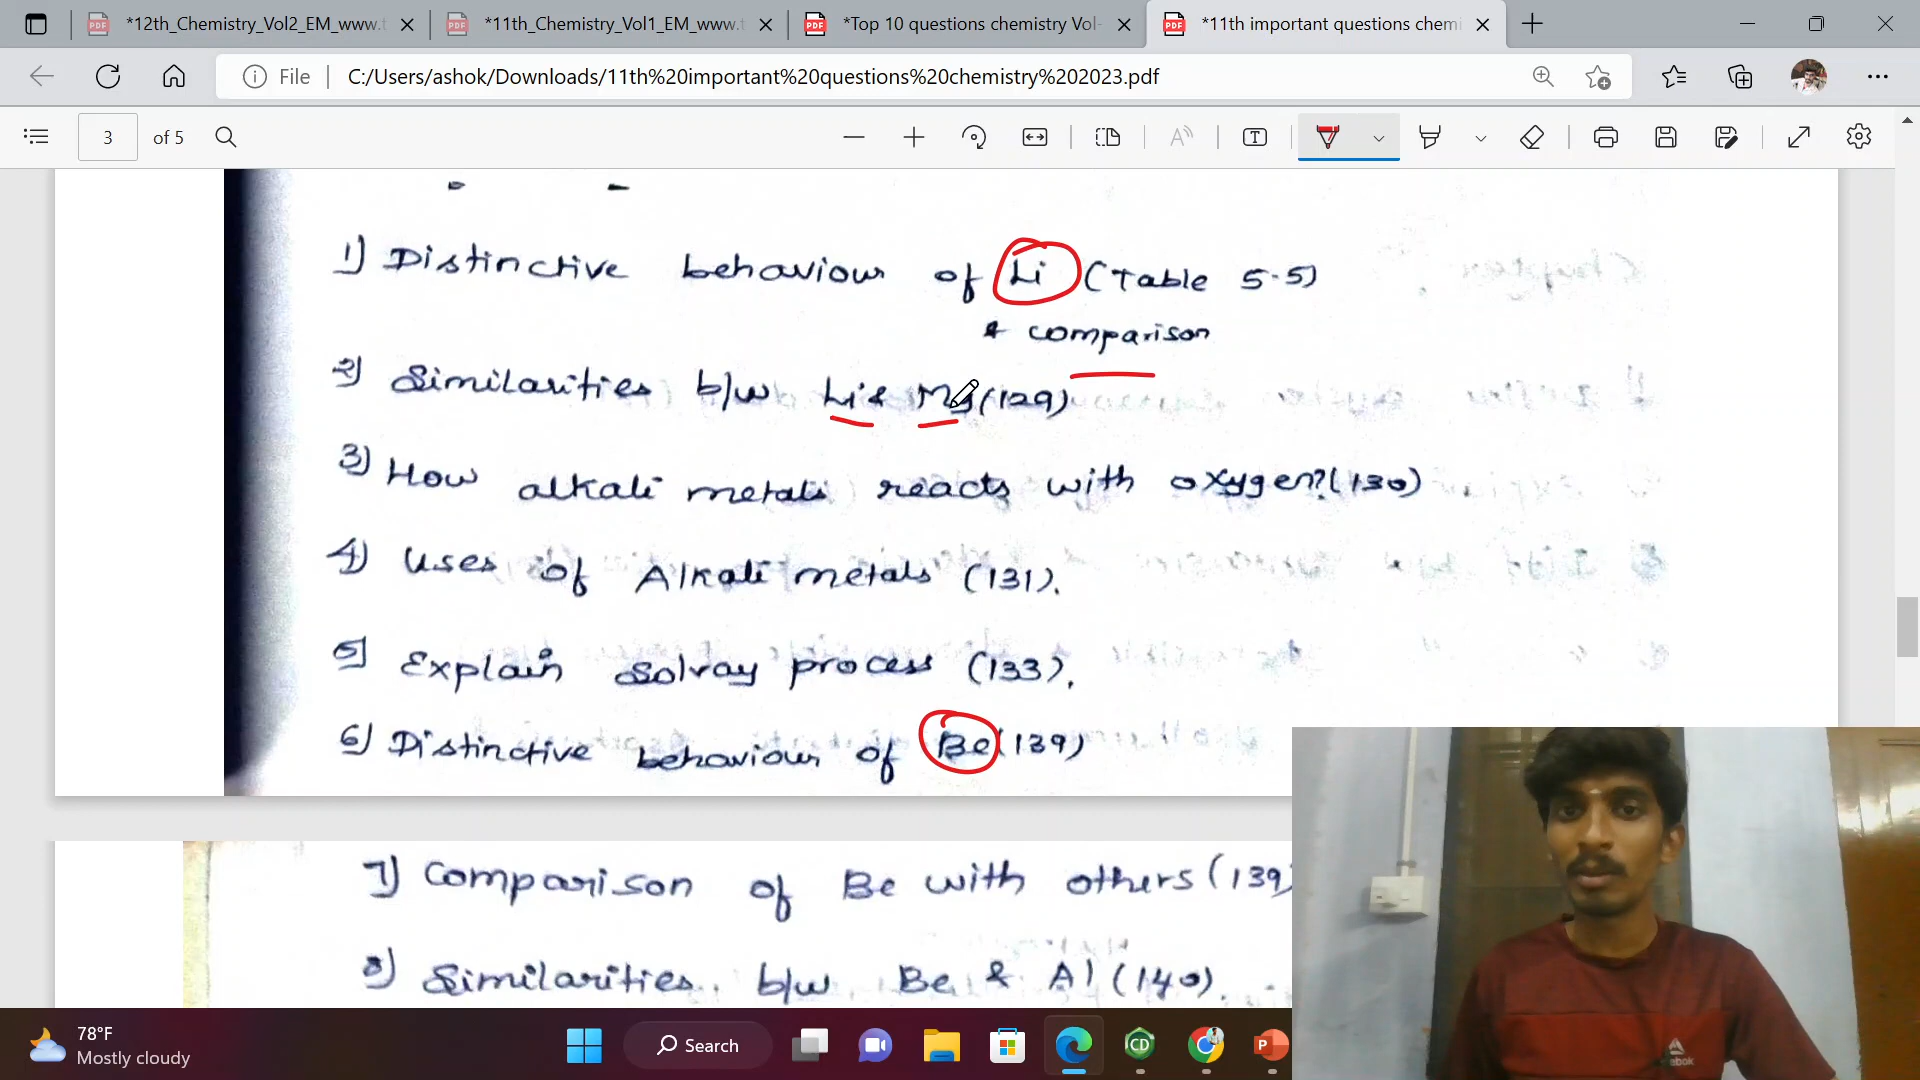 *12th_Chemistry_Vol2_EM_www.t
*11th_Chemistry_Vol1_EM_www.t
*Top 10 questions chemistry Vol-
*11th important questions chemi
File
C:/Users/ashok/Downloads/11th%20important%20questions%20chemistry%202023.pdf
3 of 5
1) Distinctive behaviour of Li (Table 5.5)
& comparison
2) Similarities b/w Li & Mg (129)
3) How alkali metals reacts with oxygen? (130)
4) Uses of Alkali metals (131).
5) Explain Solvay process (133).
6) Distinctive behaviour of Be (139)
7) Comparison of Be with others (139)
8) Similarities b/w Be & Al (140).
78°F
Mostly cloudy
Search
CD
P